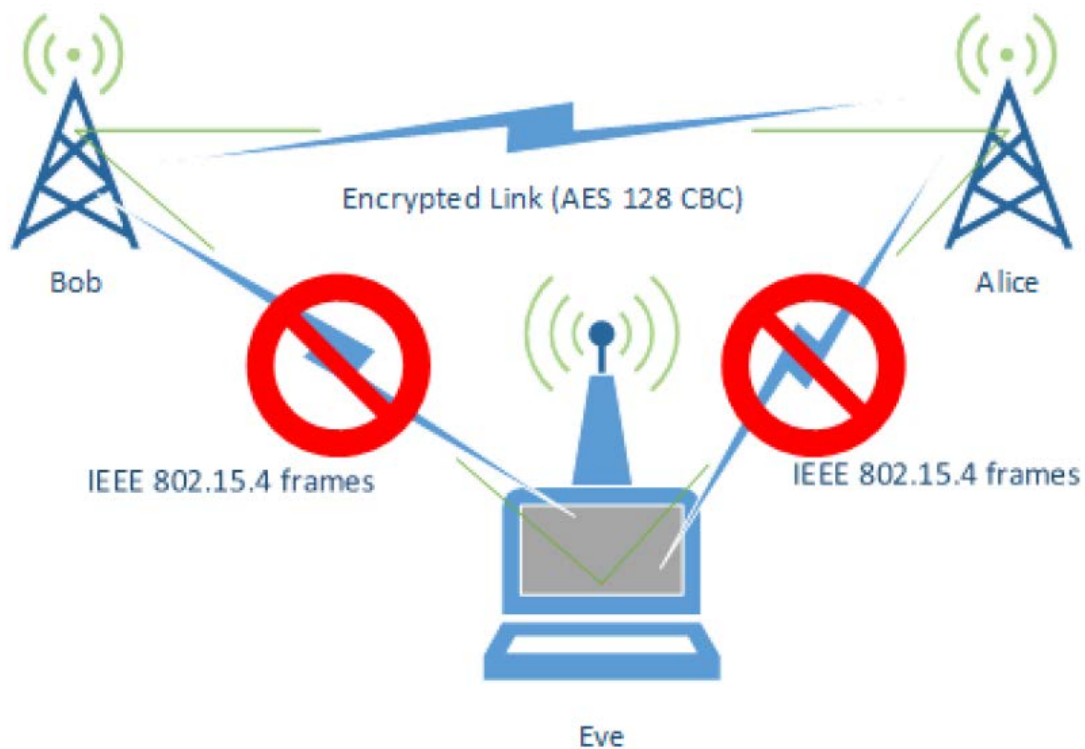 Encrypted Link (AES 128 CBC)
Bob
Alice
IEEE 802.15.4 frames
IEEE 802.15.4 frames
Eve